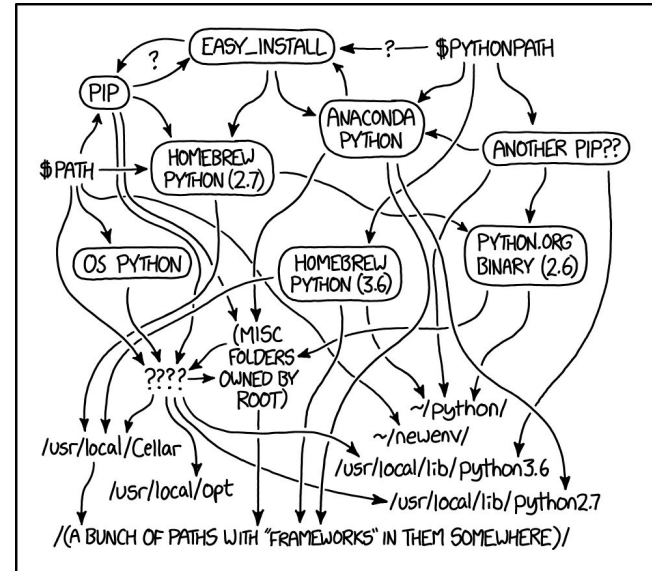 EASY_INSTALL
?
$PYTHONPATH
?
PIP
ANACONDA
PYTHON
HOMEBREW
PYTHON (2.7)
ANOTHER PIP??
$PATH
OS PYTHON
HOMEBREW
PYTHON (3.6)
PYTHON.ORG
BINARY (2.6)
(MISC
FOLDERS
OWNED BY
ROOT)
????
~/python/
~/newenv/
/usr/local/Cellar
/usr/local/lib/python3.6
/usr/local/opt
/usr/local/lib/python2.7
/(A BUNCH OF PATHS WITH "FRAMEWORKS" IN THEM SOMEWHERE)/